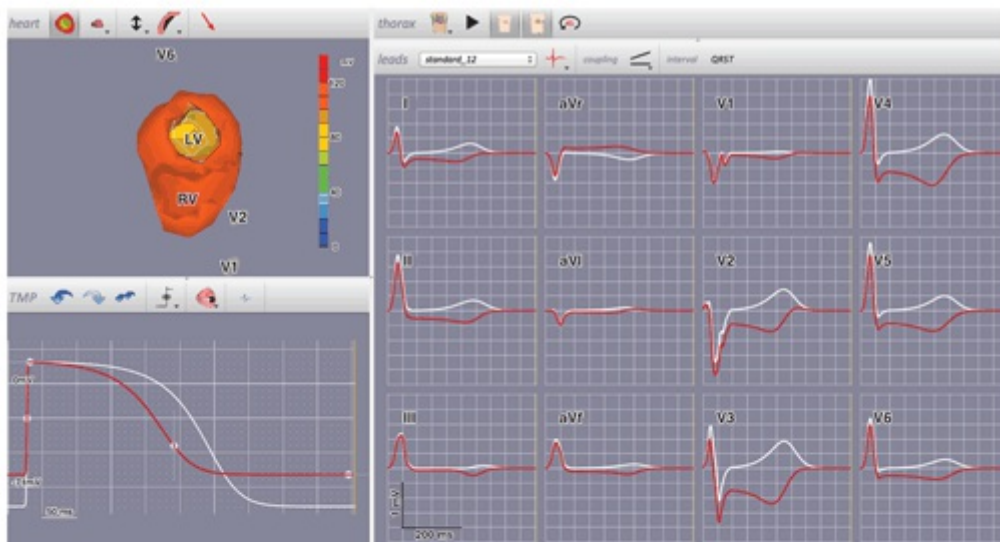 heart
V6
mV
LV
RV
V2
V1
TMP
50 ms
thorax
leads standard_12 coupling interval QRST
I aVr V1 V4
II aVl V2 V5
III aVf V3 V6
1 mV
200 ms